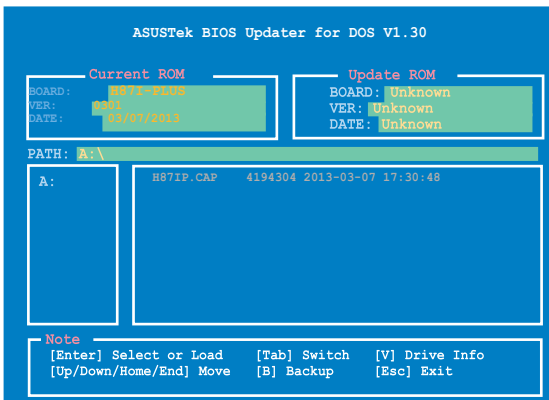 ASUSTek BIOS Updater for DOS V1.30
Current ROM
BOARD: H87I-PLUS
VER: 0301
DATE: 03/07/2013
Update ROM
BOARD: Unknown
VER: Unknown
DATE: Unknown
PATH: A:\
A:
H87IP.CAP 4194304 2013-03-07 17:30:48
Note
[Enter] Select or Load [Tab] Switch [V] Drive Info
[Up/Down/Home/End] Move [B] Backup [Esc] Exit